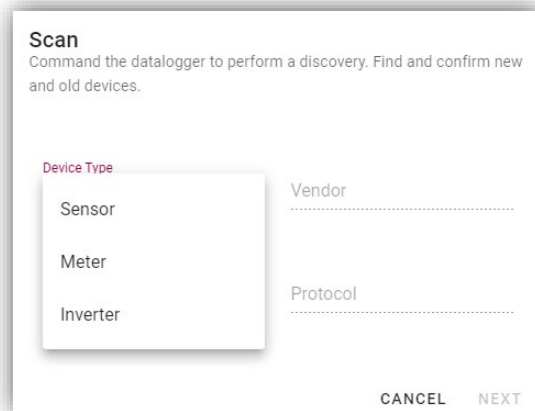 Scan
Command the datalogger to perform a discovery. Find and confirm new
and old devices.
Device Type
Sensor
Meter
Inverter
Vendor
Protocol
CANCEL NEXT